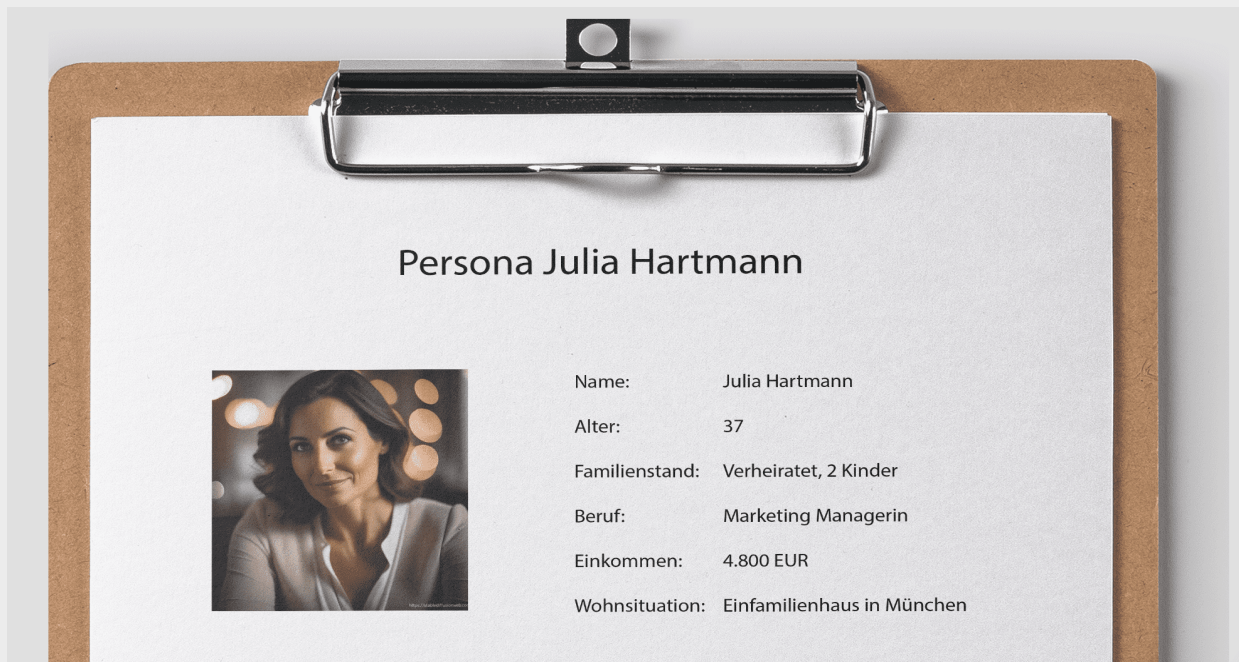 Persona Julia Hartmann
Name: Julia Hartmann
Alter: 37
Familienstand: Verheiratet, 2 Kinder
Beruf: Marketing Managerin
Einkommen: 4.800 EUR
Wohnsituation: Einfamilienhaus in München